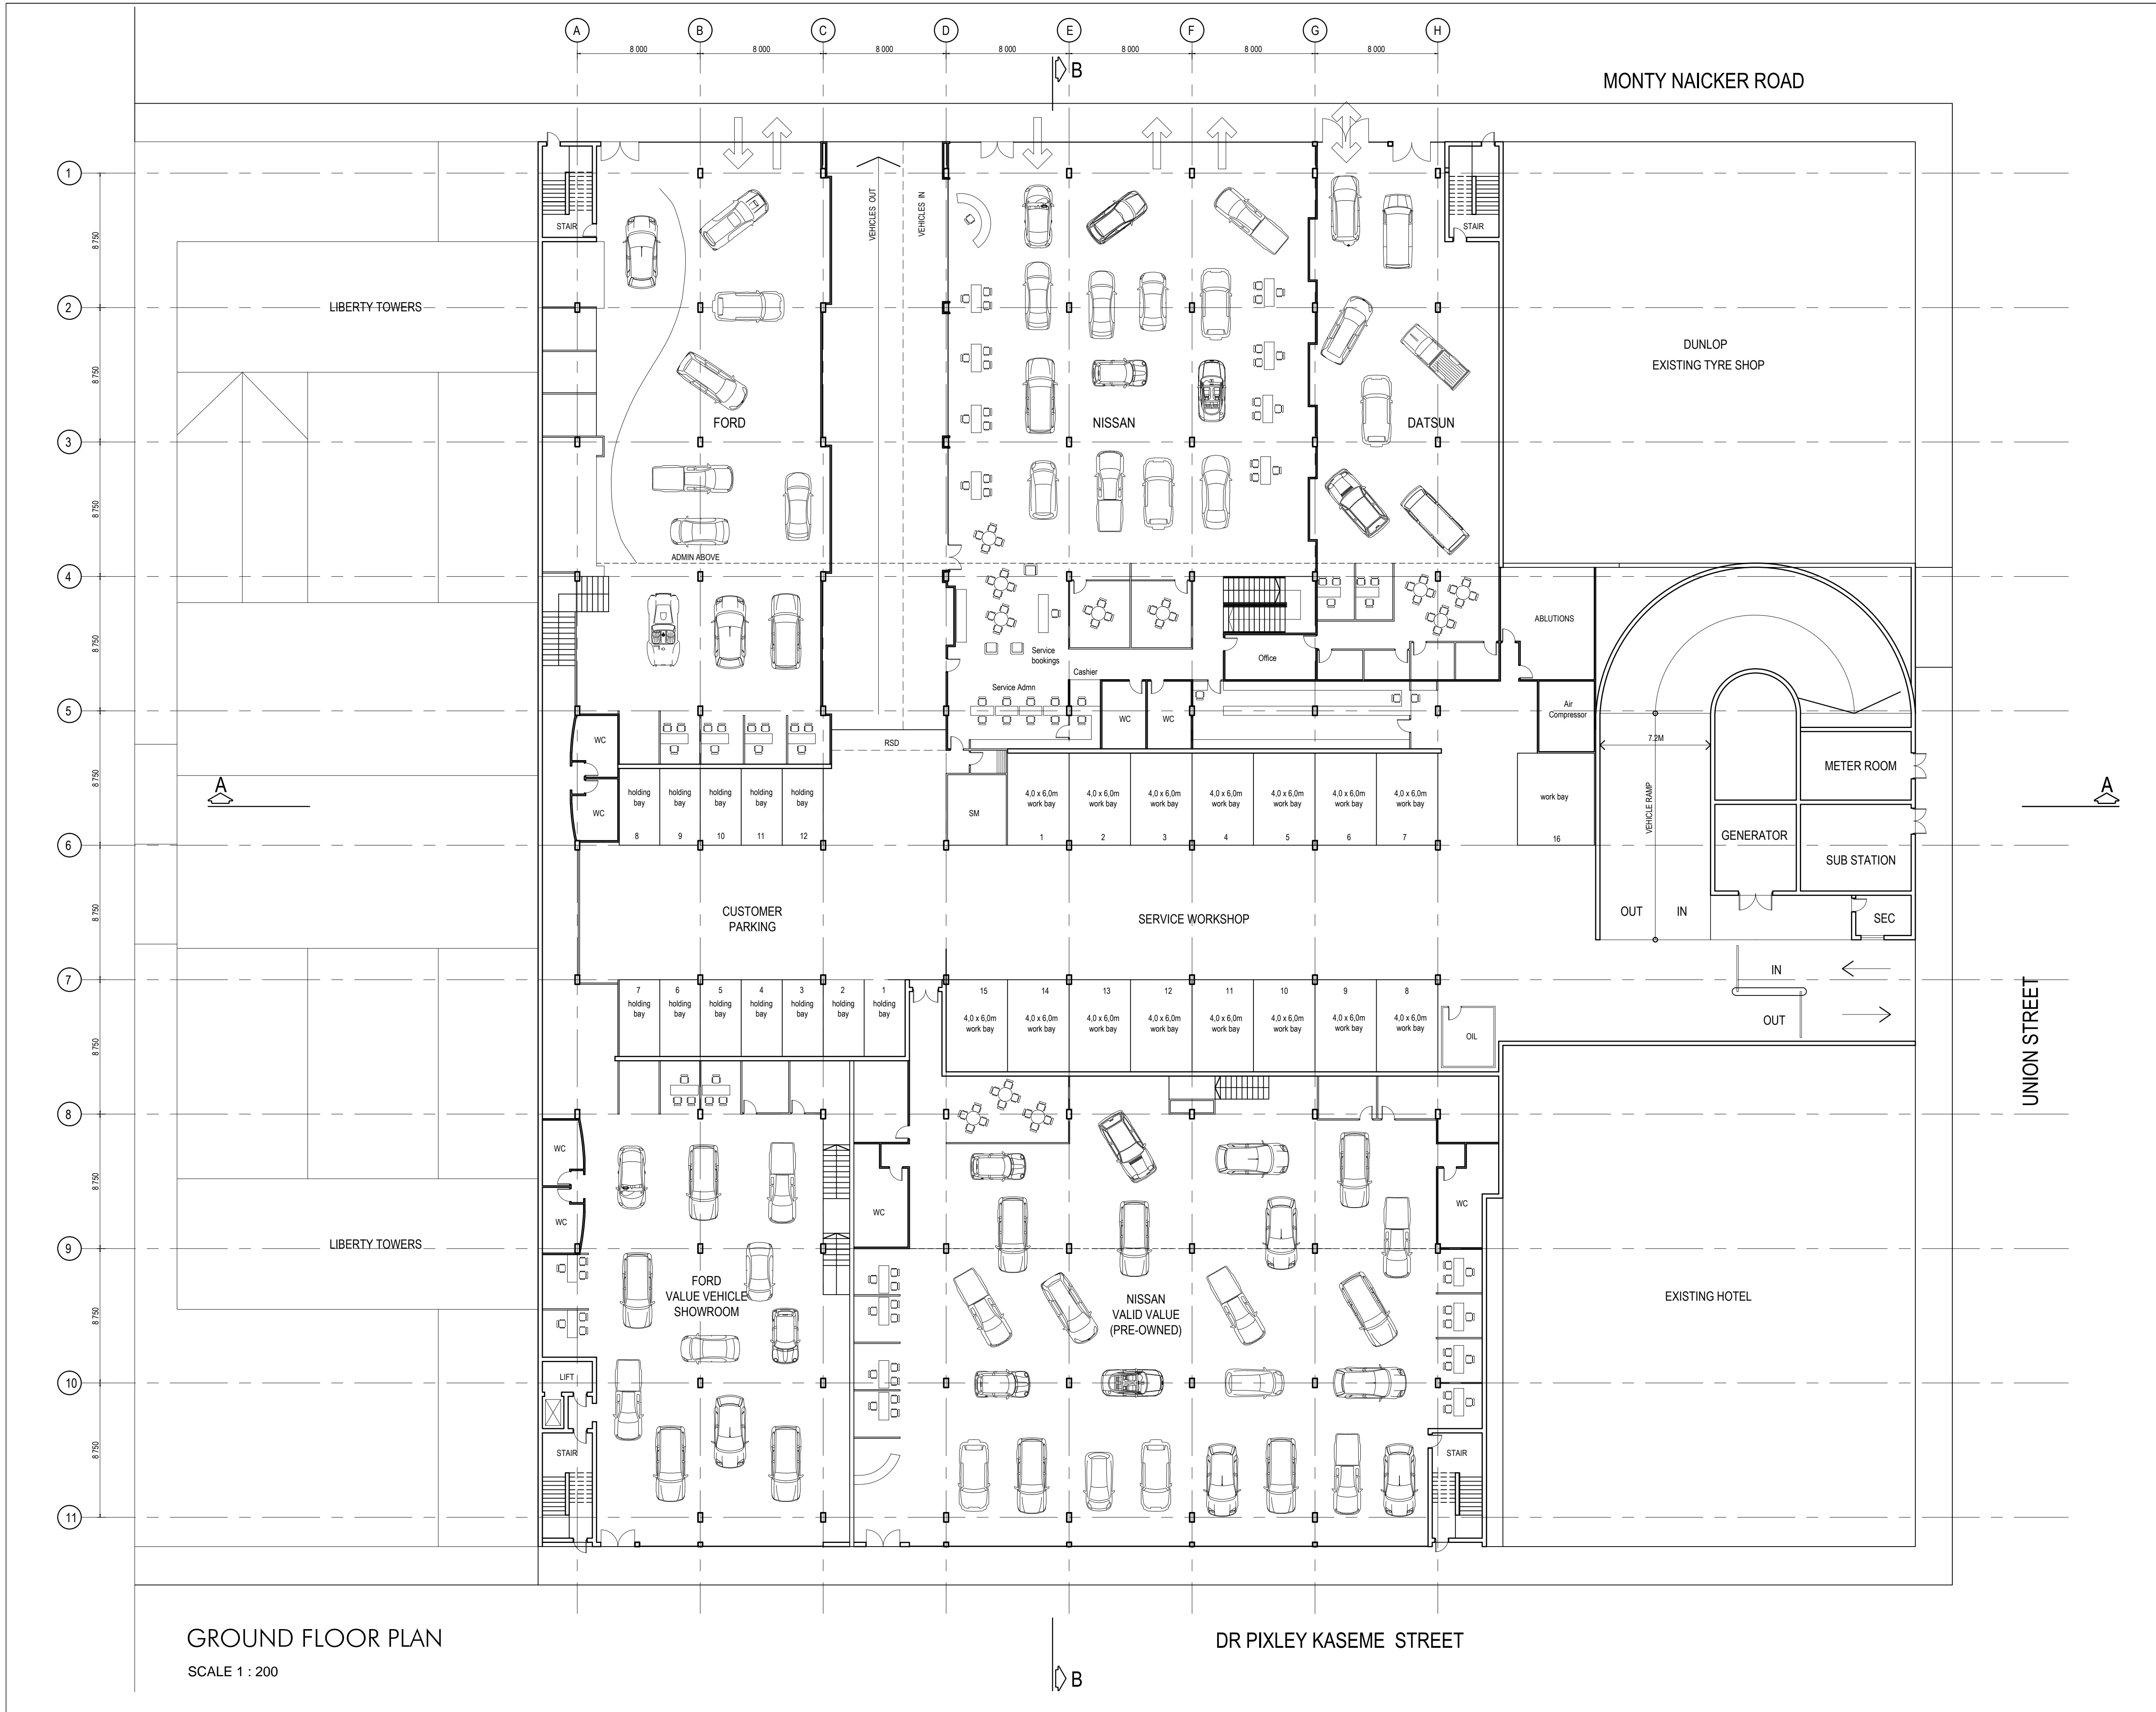 A B C D E F G H
8 000 8 000 8 000 8 000 8 000 8 000 8 000
B
MONTY NAICKER ROAD
1
2
3
4
5
6
7
8
9
10
11
8 750
8 750
8 750
8 750
8 750
8 750
8 750
8 750
8 750
8 750
STAIR
VEHICLES OUT
VEHICLES IN
STAIR
LIBERTY TOWERS
DUNLOP
EXISTING TYRE SHOP
FORD
NISSAN
DATSUN
ADMIN ABOVE
ABLUTIONS
Service
bookings
Office
Cashier
Service Admn
WC
WC
Air
Compressor
WC
RSD
7.2M
METER ROOM
A
A
holding
bay
8
holding
bay
9
holding
bay
10
holding
bay
11
holding
bay
12
WC
SM
4,0 x 6,0m
work bay
1
4,0 x 6,0m
work bay
2
4,0 x 6,0m
work bay
3
4,0 x 6,0m
work bay
4
4,0 x 6,0m
work bay
5
4,0 x 6,0m
work bay
6
4,0 x 6,0m
work bay
7
work bay
16
VEHICLE RAMP
GENERATOR
SUB STATION
CUSTOMER
PARKING
SERVICE WORKSHOP
OUT IN
SEC
IN
OUT
UNION STREET
7
holding
bay
6
holding
bay
5
holding
bay
4
holding
bay
3
holding
bay
2
holding
bay
1
holding
bay
15
4,0 x 6,0m
work bay
14
4,0 x 6,0m
work bay
13
4,0 x 6,0m
work bay
12
4,0 x 6,0m
work bay
11
4,0 x 6,0m
work bay
10
4,0 x 6,0m
work bay
9
4,0 x 6,0m
work bay
8
4,0 x 6,0m
work bay
OIL
WC
WC
WC
WC
LIBERTY TOWERS
FORD
VALUE VEHICLE
SHOWROOM
NISSAN
VALID VALUE
(PRE-OWNED)
EXISTING HOTEL
LIFT
STAIR
STAIR
GROUND FLOOR PLAN
SCALE 1 : 200
B
DR PIXLEY KASEME STREET